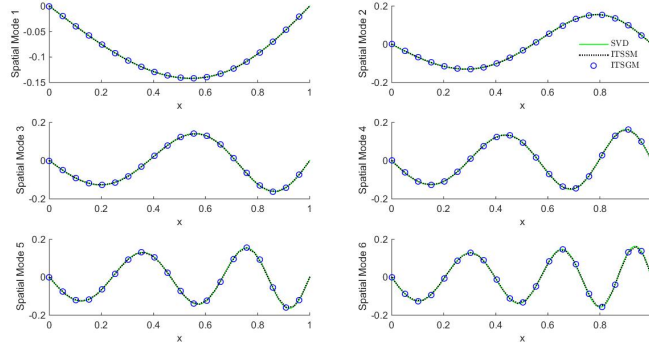 Spatial Mode 1
0
-0.05
-0.1
-0.15
0 0.2 0.4 0.6 0.8 1
x
Spatial Mode 2
0.2
0
-0.2
0 0.2 0.4 0.6 0.8
x
SVD
ITSSM
ITSGM
Spatial Mode 3
0.2
0
-0.2
0 0.2 0.4 0.6 0.8 1
x
Spatial Mode 4
0.2
0
-0.2
0 0.2 0.4 0.6 0.8
x
Spatial Mode 5
0.2
0
-0.2
0 0.2 0.4 0.6 0.8 1
x
Spatial Mode 6
0.2
0
-0.2
0 0.2 0.4 0.6 0.8
x